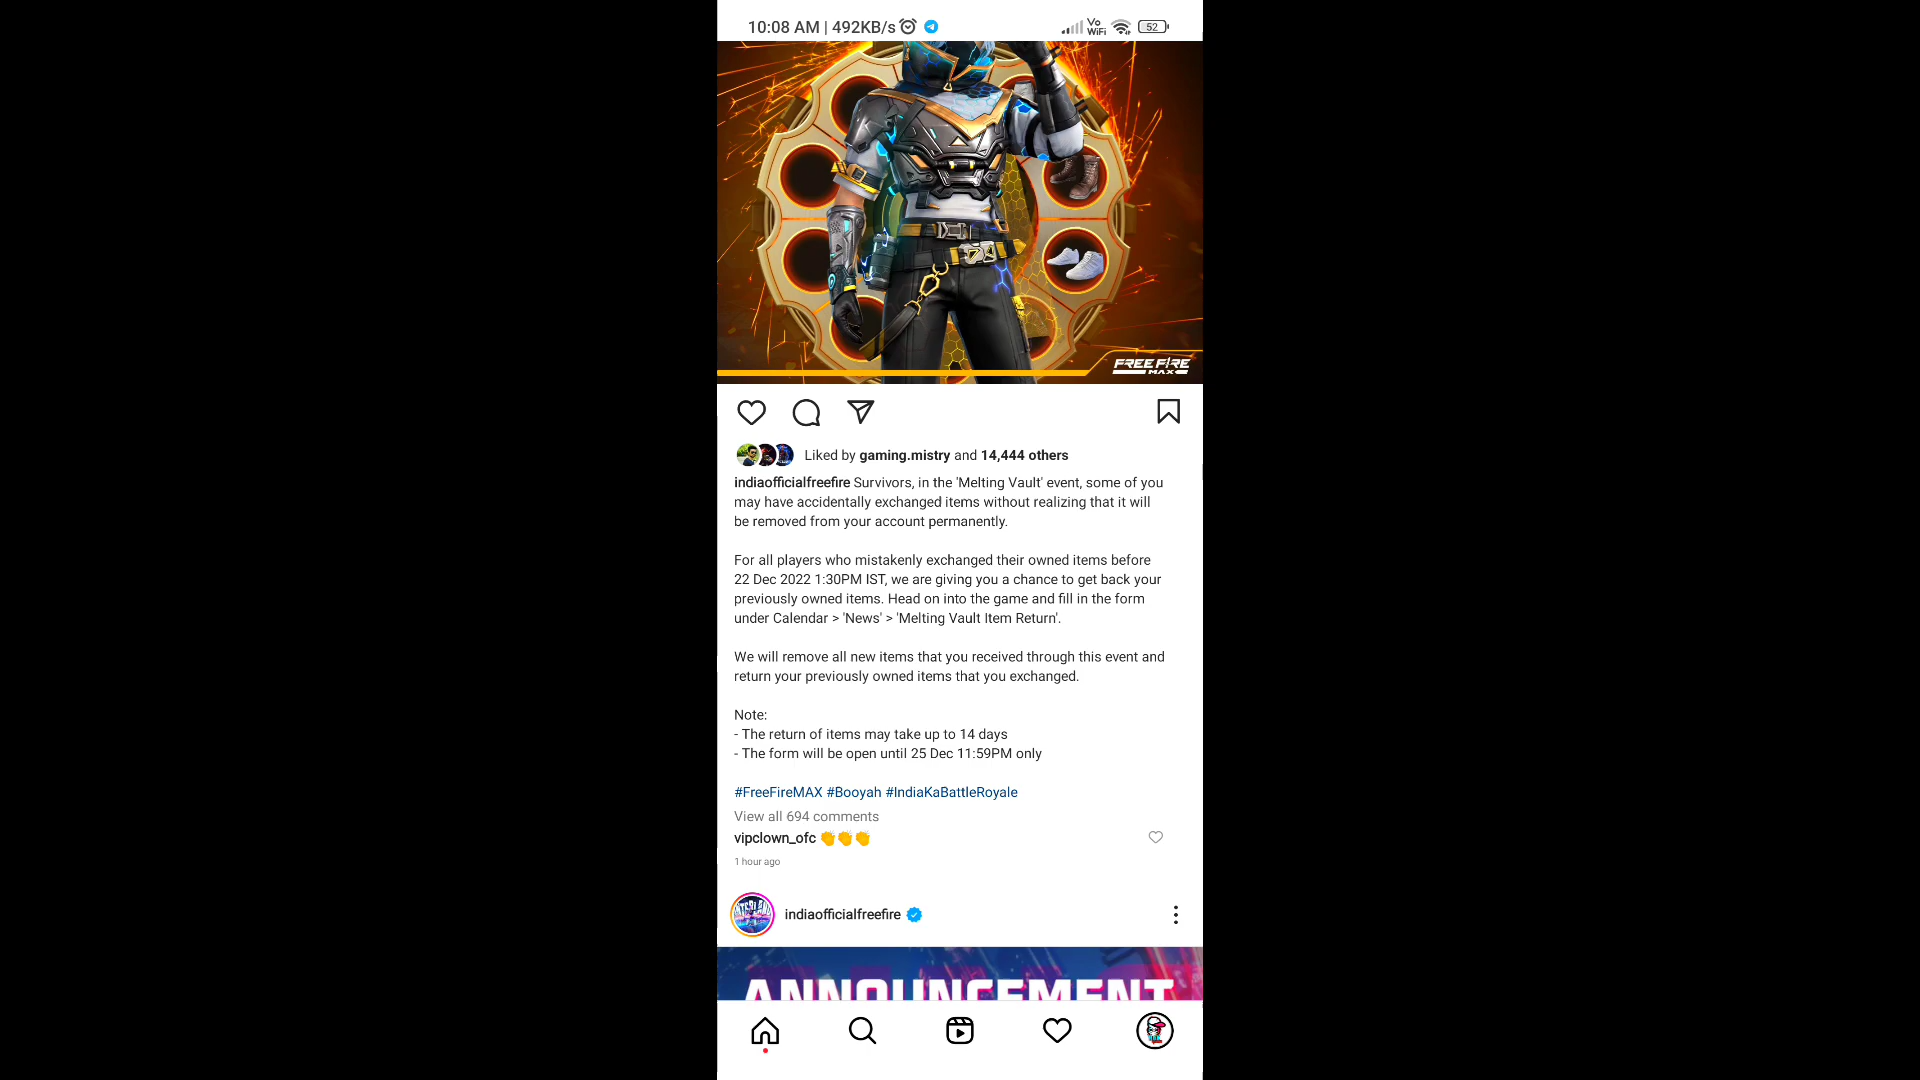 10:08 AM | 492KB/s
Vo
WiFi
52
FREE FIRE
MAX
Liked by gaming.mistry and 14,444 others
indiaofficialfreefire Survivors, in the 'Melting Vault' event, some of you
may have accidentally exchanged items without realizing that it will
be removed from your account permanently.
For all players who mistakenly exchanged their owned items before
22 Dec 2022 1:30PM IST, we are giving you a chance to get back your
previously owned items. Head on into the game and fill in the form
under Calendar > 'News' > 'Melting Vault Item Return'.
We will remove all new items that you received through this event and
return your previously owned items that you exchanged.
Note:
- The return of items may take up to 14 days
- The form will be open until 25 Dec 11:59PM only
#FreeFireMAX #Booyah #IndiaKaBattleRoyale
View all 694 comments
vipclown_ofc 👏👏👏
1 hour ago
indiaofficialfreefire
ANNOUNCEMENT